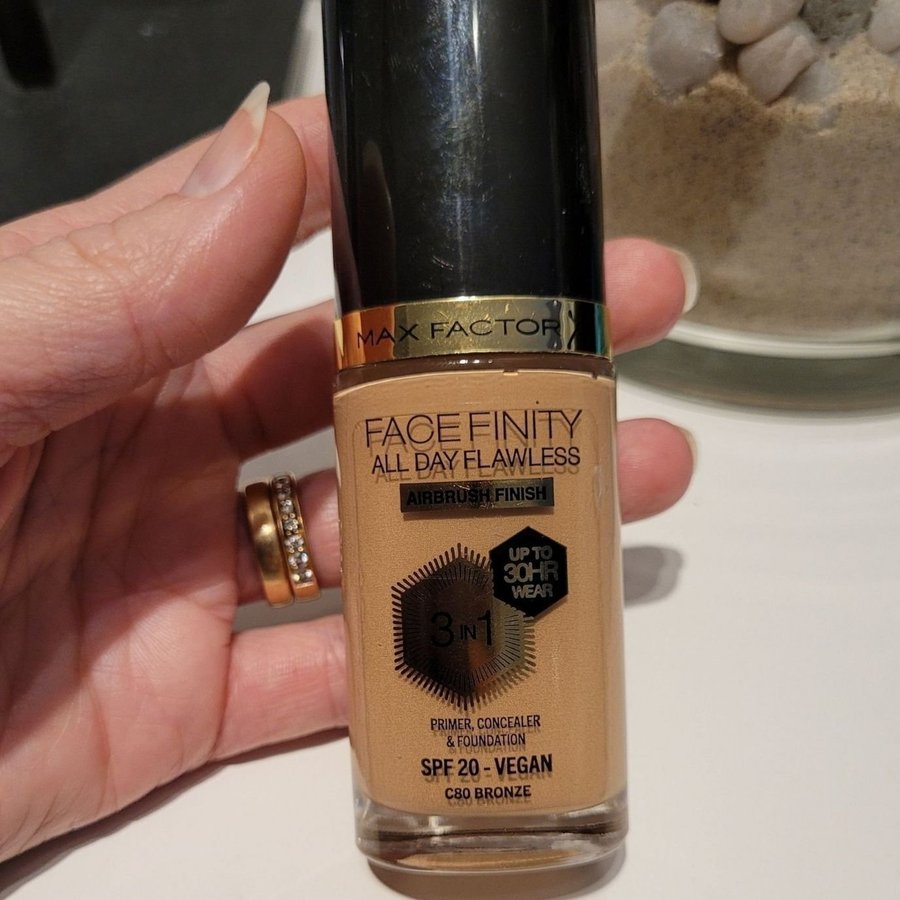 MAX FACTOR X
FACE FINITY
ALL DAY FLAWLESS
AIRBRUSH FINISH
UP TO
30HR
WEAR
3 IN 1
PRIMER, CONCEALER
& FOUNDATION
SPF 20 - VEGAN
C80 BRONZE